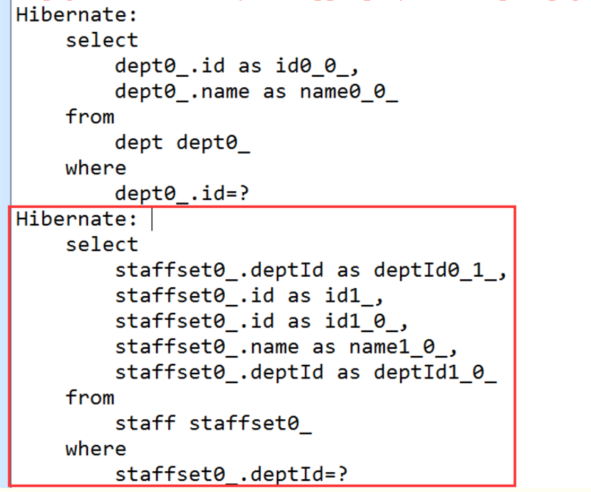 Hibernate:
    select
        dept0_.id as id0_0_,
        dept0_.name as name0_0_
    from
        dept dept0_
    where
        dept0_.id=?
Hibernate:
    select
        staffset0_.deptId as deptId0_1_,
        staffset0_.id as id1_,
        staffset0_.id as id1_0_,
        staffset0_.name as name1_0_,
        staffset0_.deptId as deptId1_0_
    from
        staff staffset0_
    where
        staffset0_.deptId=?